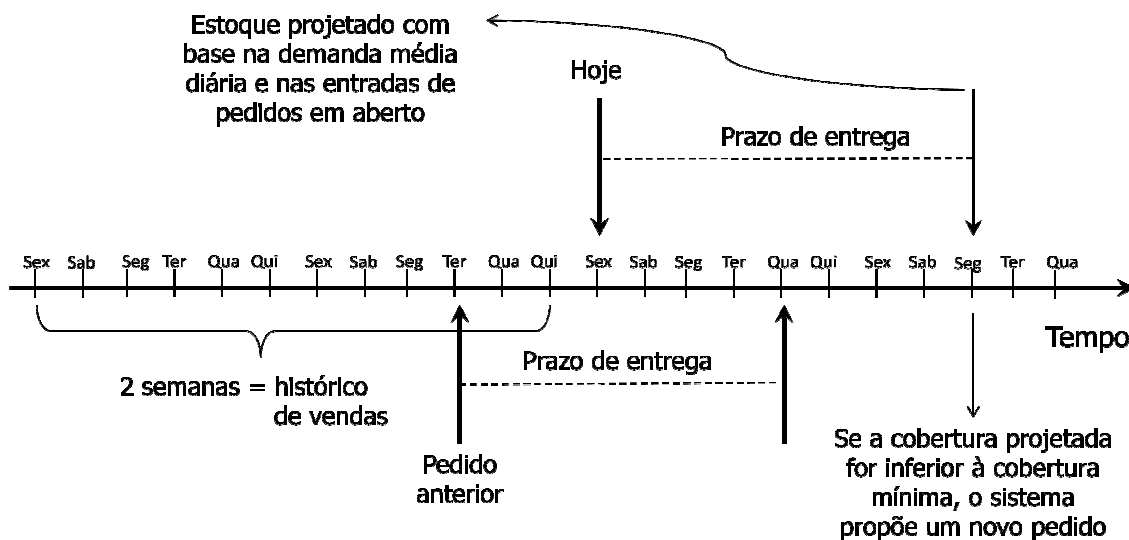 Estoque projetado com
base na demanda média
diária e nas entradas de
pedidos em aberto
Hoje
Prazo de entrega
Sex Sab Seg Ter Qua Qui Sex Sab Seg Ter Qua Qui Sex Sab Seg Ter Qua Qui Sex Sab Seg Ter Qua
Tempo
2 semanas = histórico
de vendas
Prazo de entrega
Pedido
anterior
Se a cobertura projetada
for inferior à cobertura
mínima, o sistema
propõe um novo pedido